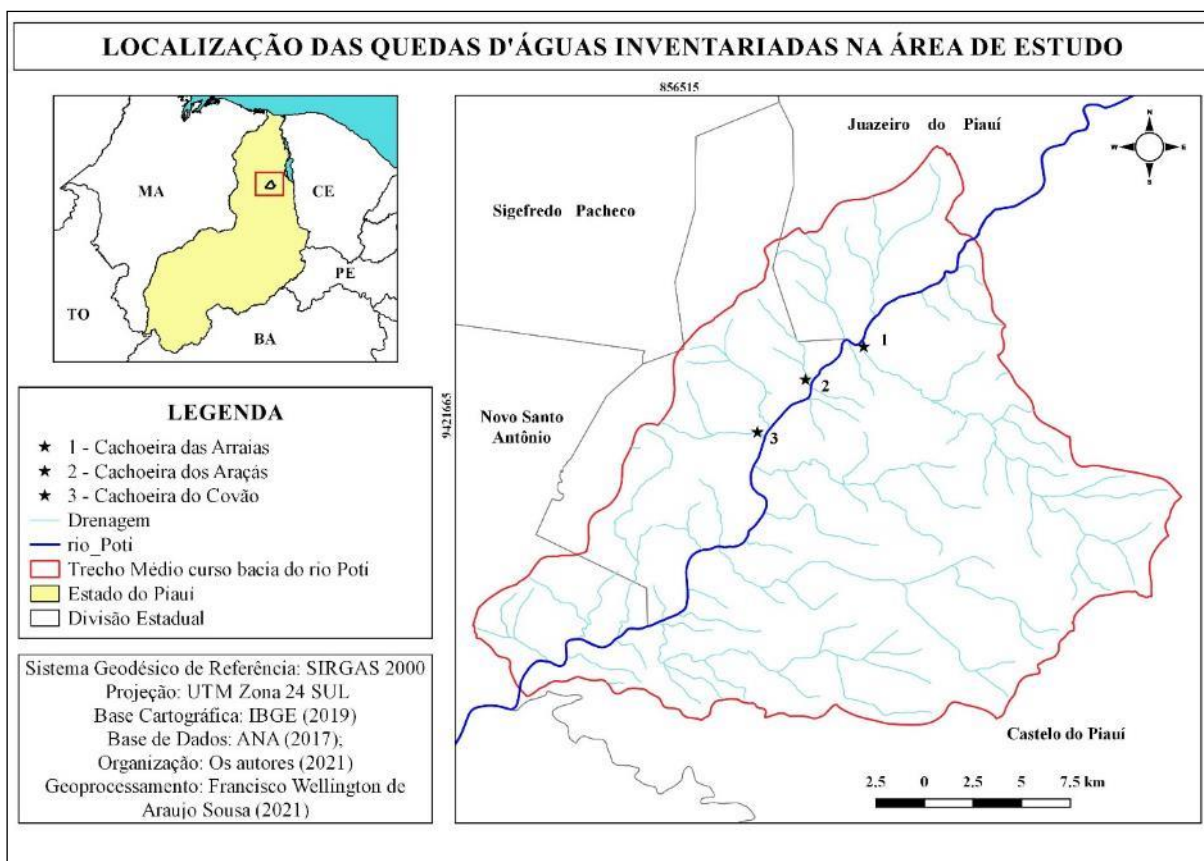 LOCALIZAÇÃO DAS QUEDAS D'ÁGUAS INVENTARIADAS NA ÁREA DE ESTUDO
MA
CE
PE
TO
BA
LEGENDA
1 - Cachoeira das Arraias
2 - Cachoeira dos Araçás
3 - Cachoeira do Covão
Drenagem
rio_Poti
Trecho Médio curso bacia do rio Poti
Estado do Piauí
Divisão Estadual
Sistema Geodésico de Referência: SIRGAS 2000
Projeção: UTM Zona 24 SUL
Base Cartográfica: IBGE (2019)
Base de Dados: ANA (2017);
Organização: Os autores (2021)
Geoprocessamento: Francisco Wellington de
Araujo Sousa (2021)
856515
9421665
Juazeiro do Piauí
N
W
E
S
Sigefredo Pacheco
Novo Santo
Antônio
1
2
3
Castelo do Piauí
2.5 0 2.5 5 7.5 km